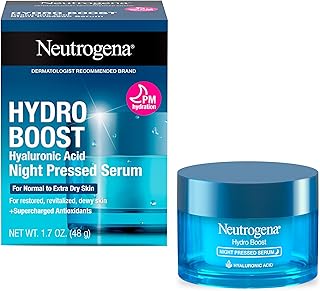 Neutrogena®
DERMATOLOGIST RECOMMENDED BRAND
PM
hydration
HYDRO
BOOST
Hyaluronic Acid
Night Pressed Serum
For Normal to Extra Dry Skin
For restored, revitalized, dewy skin
+Supercharged Antioxidants
NET WT. 1.7 OZ. (48 g)
Neutrogena®
Hydro Boost
NIGHT PRESSED SERUM
HYALURONIC ACID